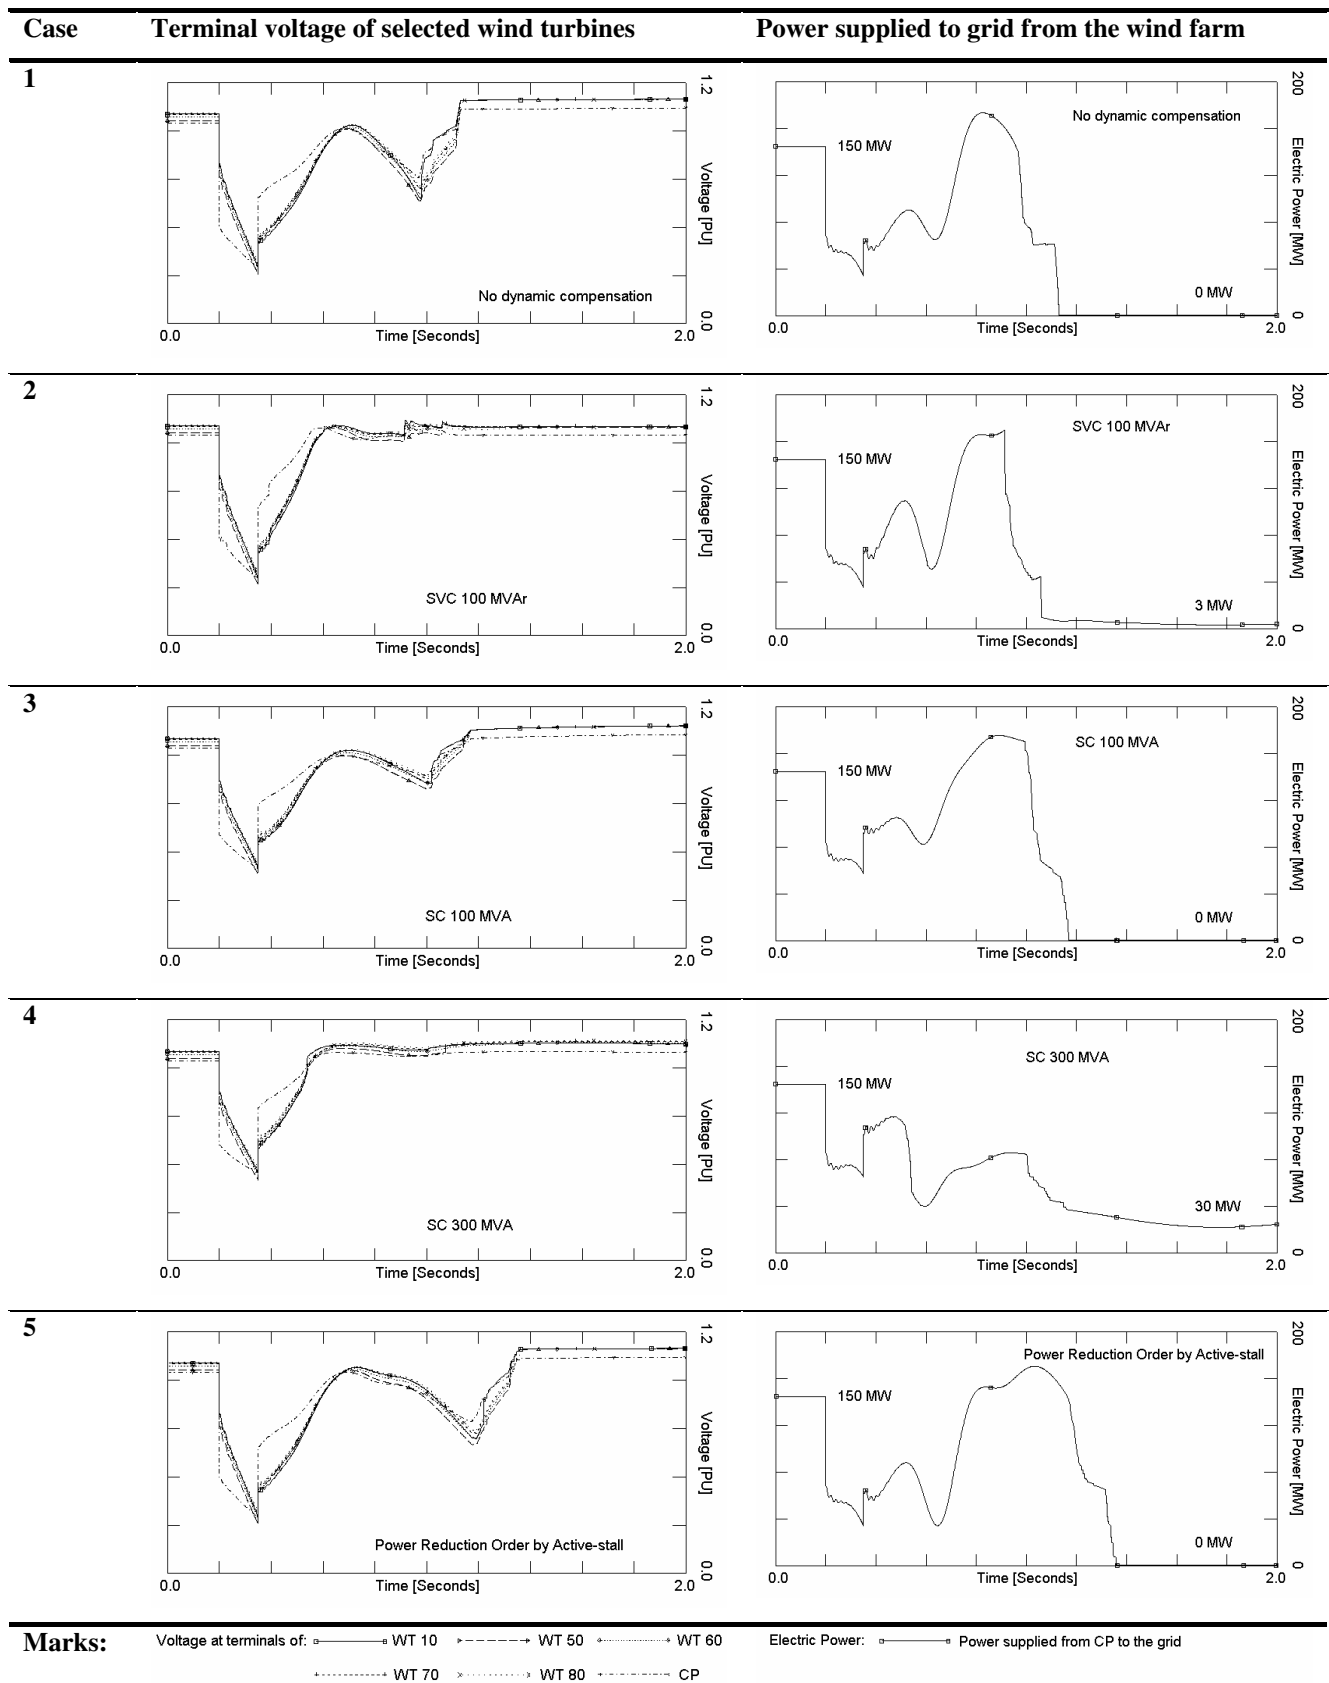 Case Terminal voltage of selected wind turbines Power supplied to grid from the wind farm
1
1.2
Voltage [PU]
No dynamic compensation
0.0
0.0 Time [Seconds] 2.0
200
No dynamic compensation
150 MW
Electric Power [MW]
0 MW
0
0.0 Time [Seconds] 2.0
2
1.2
Voltage [PU]
SVC 100 MVAr
0.0
0.0 Time [Seconds] 2.0
200
SVC 100 MVAr
150 MW
Electric Power [MW]
3 MW
0
0.0 Time [Seconds] 2.0
3
1.2
Voltage [PU]
SC 100 MVA
0.0
0.0 Time [Seconds] 2.0
200
SC 100 MVA
150 MW
Electric Power [MW]
0 MW
0
0.0 Time [Seconds] 2.0
4
1.2
Voltage [PU]
SC 300 MVA
0.0
0.0 Time [Seconds] 2.0
200
SC 300 MVA
150 MW
Electric Power [MW]
30 MW
0
0.0 Time [Seconds] 2.0
5
1.2
Voltage [PU]
Power Reduction Order by Active-stall
0.0
0.0 Time [Seconds] 2.0
200
Power Reduction Order by Active-stall
150 MW
Electric Power [MW]
0 MW
0
0.0 Time [Seconds] 2.0
Marks: Voltage at terminals of: WT 10 WT 50 WT 60 Electric Power: Power supplied from CP to the grid
WT 70 WT 80 CP